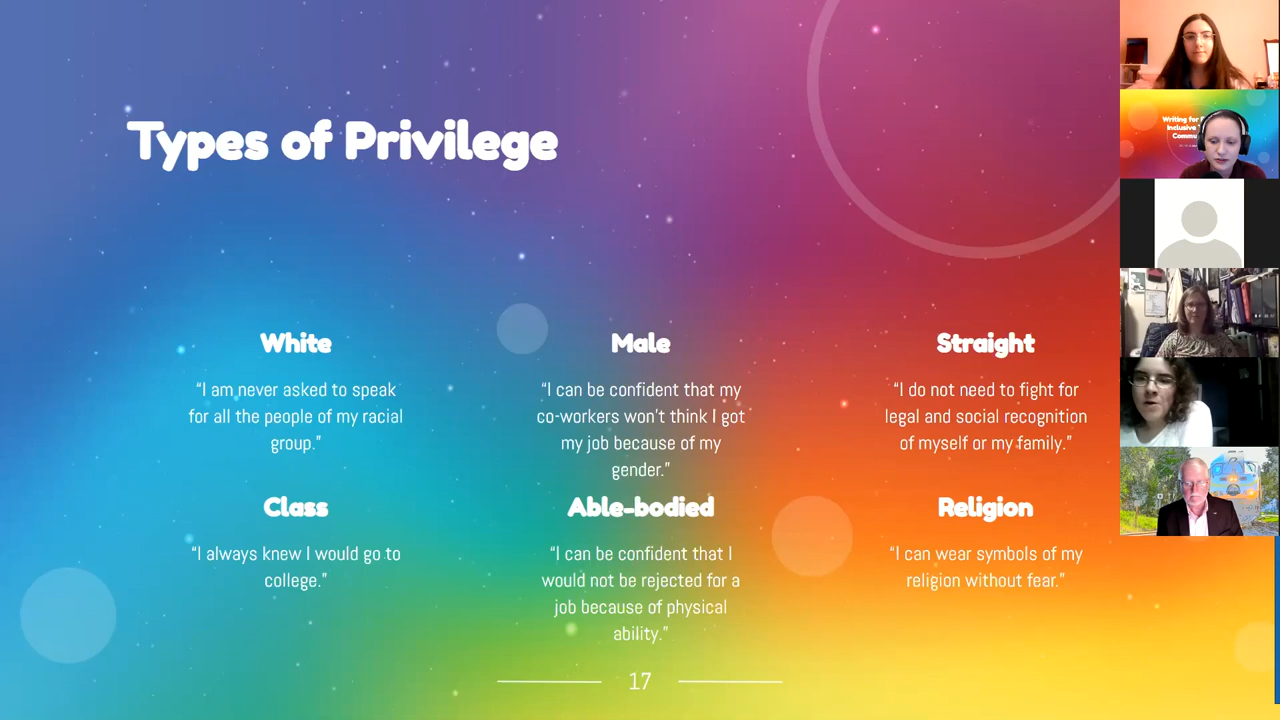 Types of Privilege
White
“I am never asked to speak
for all the people of my racial
group.”
Male
“I can be confident that my
co-workers won’t think I got
my job because of my
gender.”
Straight
“I do not need to fight for
legal and social recognition
of myself or my family.”
Class
“I always knew I would go to
college.”
Able-bodied
“I can be confident that I
would not be rejected for a
job because of physical
ability.”
Religion
“I can wear symbols of my
religion without fear.”
17
Writing for